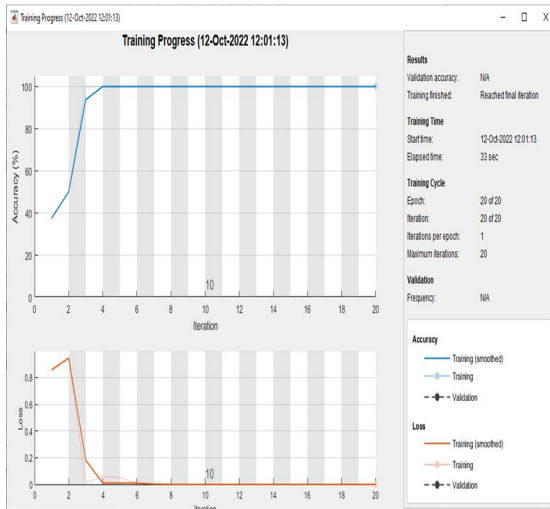 Training Progress (12-Oct-2022 12:01:13)
Training Progress (12-Oct-2022 12:01:13)
100
80
60
40
20
0
Accuracy (%)
10
0 2 4 6 8 10 12 14 16 18 20
Iteration
0.8
0.6
0.4
0.2
0
Loss
10
0 2 4 6 8 10 12 14 16 18 20
Iteration
Results
Validation accuracy: N/A
Training finished: Reached final iteration
Training Time
Start time: 12-Oct-2022 12:01:13
Elapsed time: 33 sec
Training Cycle
Epoch: 20 of 20
Iteration: 20 of 20
Iterations per epoch: 1
Maximum iterations: 20
Validation
Frequency: N/A
Accuracy
Training (smoothed)
Training
Validation
Loss
Training (smoothed)
Training
Validation